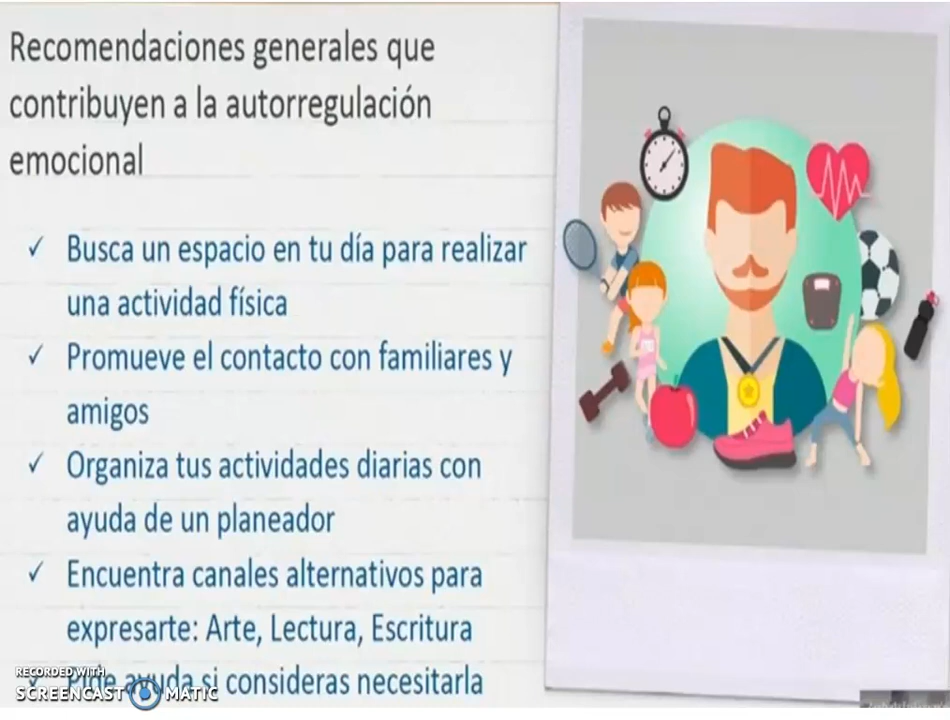 Recomendaciones generales que
contribuyen a la autorregulación
emocional
✓ Busca un espacio en tu día para realizar
una actividad física
✓ Promueve el contacto con familiares y
amigos
✓ Organiza tus actividades diarias con
ayuda de un planeador
✓ Encuentra canales alternativos para
expresarte: Arte, Lectura, Escritura
✓ Pide ayuda si consideras necesitarla
RECORDED WITH
SCREENCAST MATIC